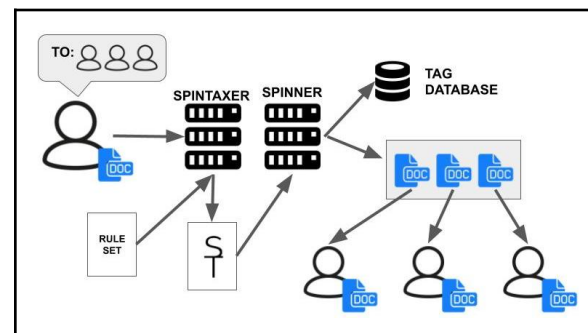 TO:
SPINTAXER
SPINNER
TAG
DATABASE
DOC
DOC
DOC
DOC
RULE
SET
S
T
DOC
DOC
DOC